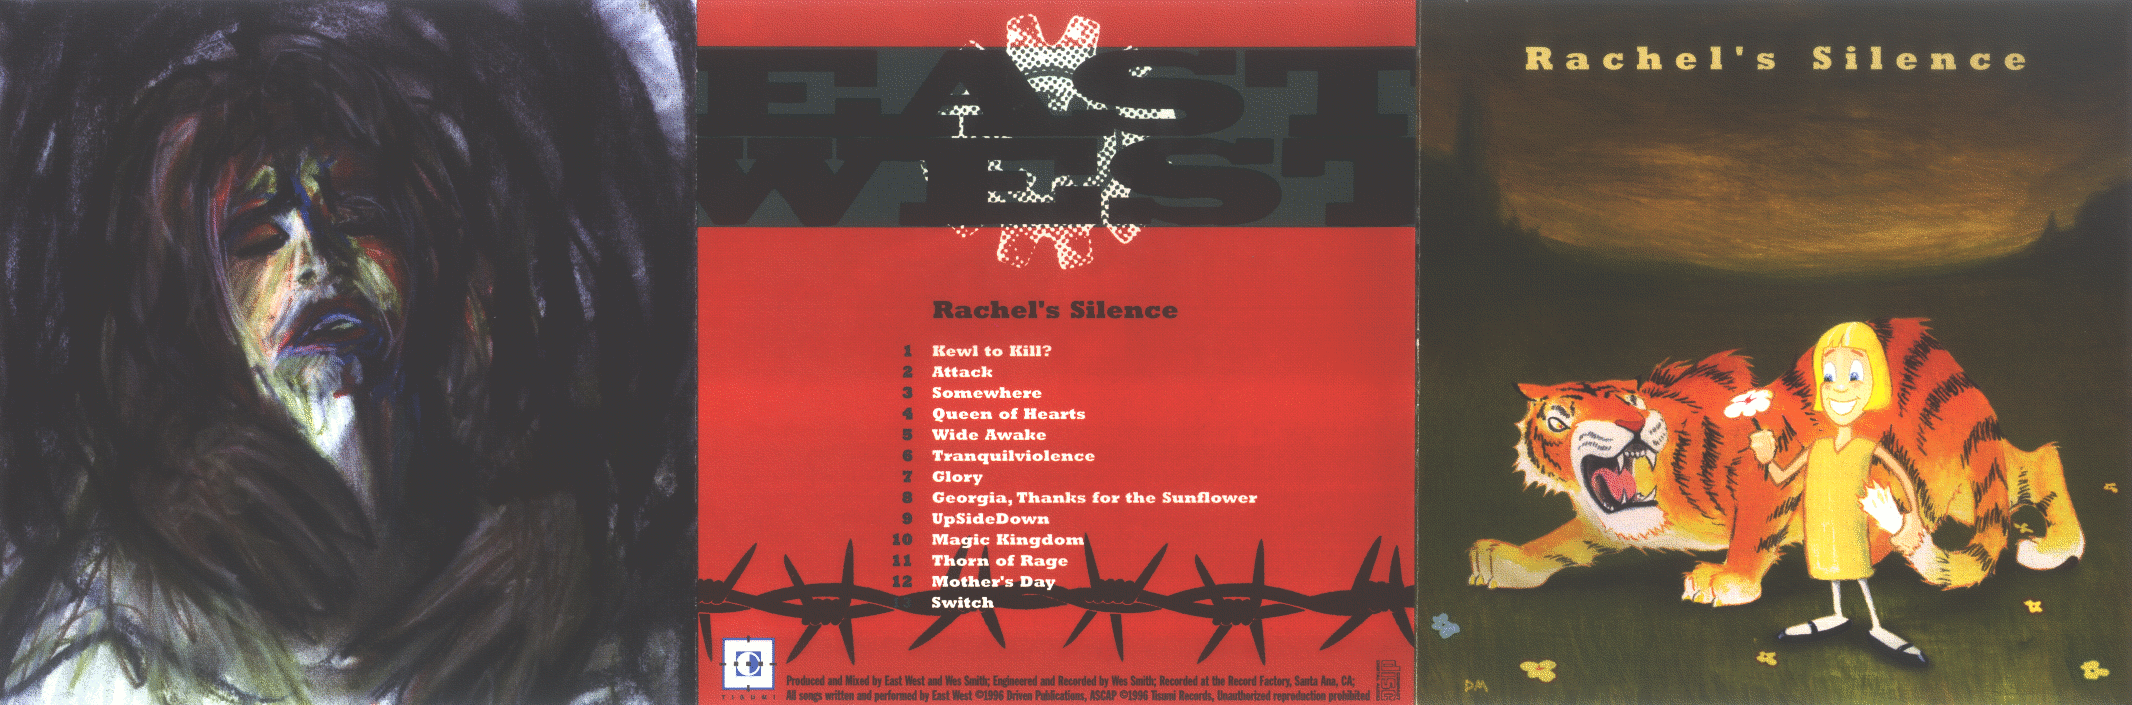 EAST
WEST
Rachel's Silence
1 Kewl to Kill?
2 Attack
3 Somewhere
4 Queen of Hearts
5 Wide Awake
6 Tranquilviolence
7 Glory
8 Georgia, Thanks for the Sunflower
9 UpSideDown
10 Magic Kingdom
11 Thorn of Rage
12 Mother's Day
13 Switch
TISUMI
Produced and Mixed by East West and Wes Smith; Engineered and Recorded by Wes Smith; Recorded at the Record Factory, Santa Ana, CA;
All songs written and performed by East West ©1996 Driven Publications, ASCAP ©1996 Tisumi Records, Unauthorized reproduction prohibited
disc
Rachel's Silence
DM